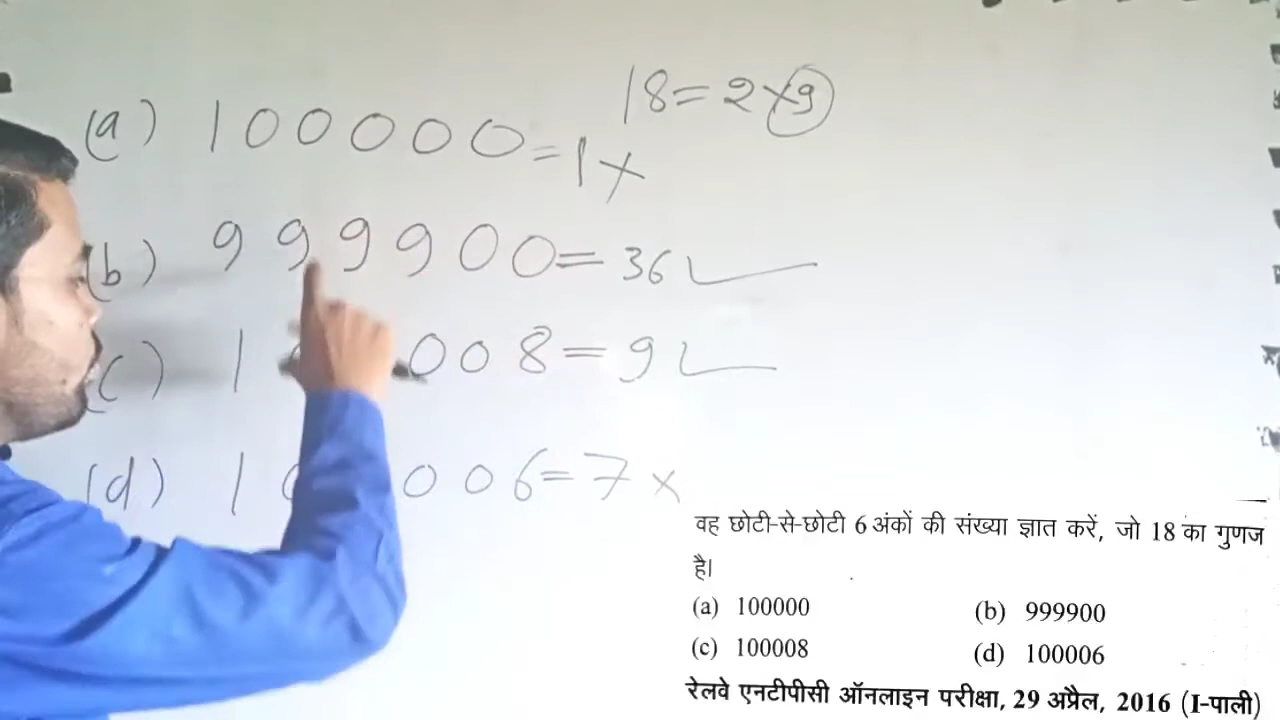 18=2×9
(a) 100000=1×
(b) 999900=36 ✓
(c) 1 008=9 ✓
(d) 1 006=7 ×
वह छोटी-से-छोटी 6 अंकों की संख्या ज्ञात करें, जो 18 का गुणज
है।
(a) 100000 (b) 999900
(c) 100008 (d) 100006
रेलवे एनटीपीसी ऑनलाइन परीक्षा, 29 अप्रैल, 2016 (I-पाली)